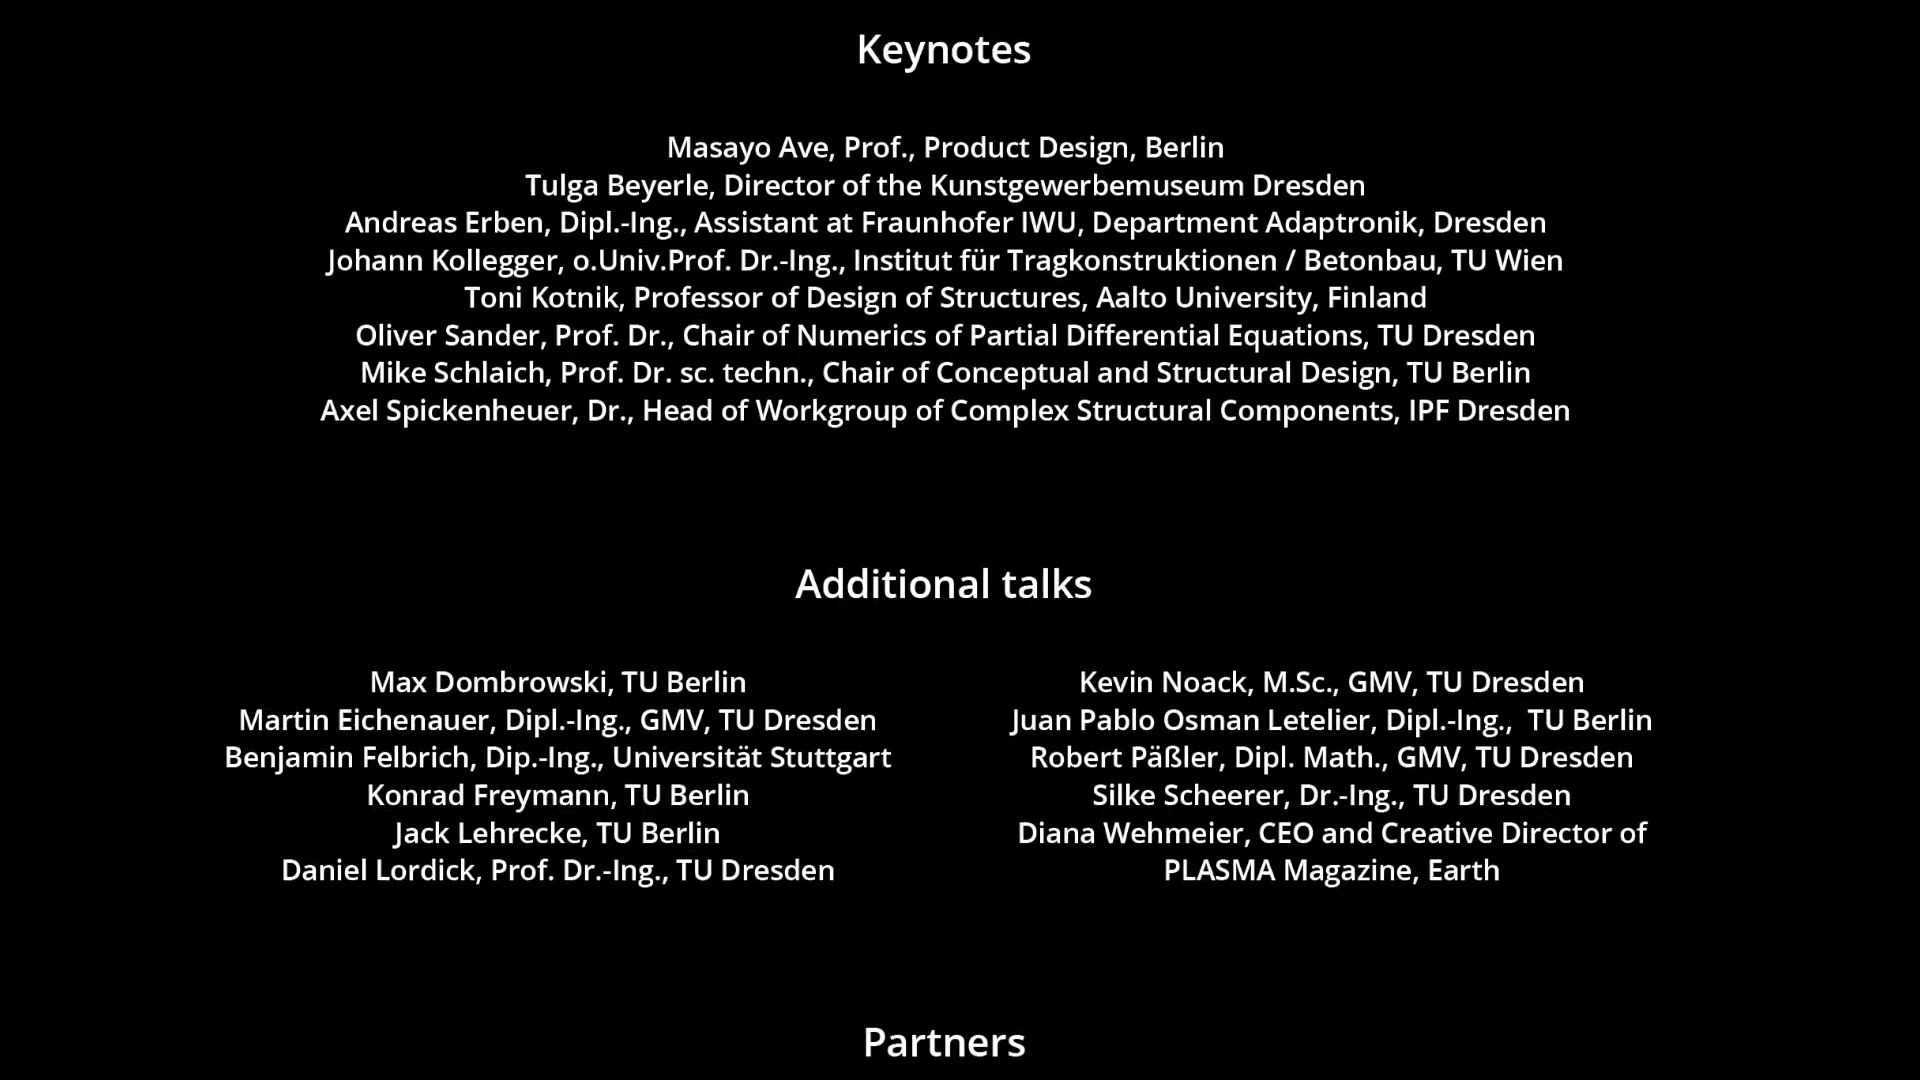 Keynotes
Masayo Ave, Prof., Product Design, Berlin
Tulga Beyerle, Director of the Kunstgewerbemuseum Dresden
Andreas Erben, Dipl.-Ing., Assistant at Fraunhofer IWU, Department Adaptronik, Dresden
Johann Kollegger, o.Univ.Prof. Dr.-Ing., Institut für Tragkonstruktionen / Betonbau, TU Wien
Toni Kotnik, Professor of Design of Structures, Aalto University, Finland
Oliver Sander, Prof. Dr., Chair of Numerics of Partial Differential Equations, TU Dresden
Mike Schlaich, Prof. Dr. sc. techn., Chair of Conceptual and Structural Design, TU Berlin
Axel Spickenheuer, Dr., Head of Workgroup of Complex Structural Components, IPF Dresden
Additional talks
Max Dombrowski, TU Berlin
Martin Eichenauer, Dipl.-Ing., GMV, TU Dresden
Benjamin Felbrich, Dip.-Ing., Universität Stuttgart
Konrad Freymann, TU Berlin
Jack Lehrecke, TU Berlin
Daniel Lordick, Prof. Dr.-Ing., TU Dresden
Kevin Noack, M.Sc., GMV, TU Dresden
Juan Pablo Osman Letelier, Dipl.-Ing.,  TU Berlin
Robert Päßler, Dipl. Math., GMV, TU Dresden
Silke Scheerer, Dr.-Ing., TU Dresden
Diana Wehmeier, CEO and Creative Director of
PLASMA Magazine, Earth
Partners